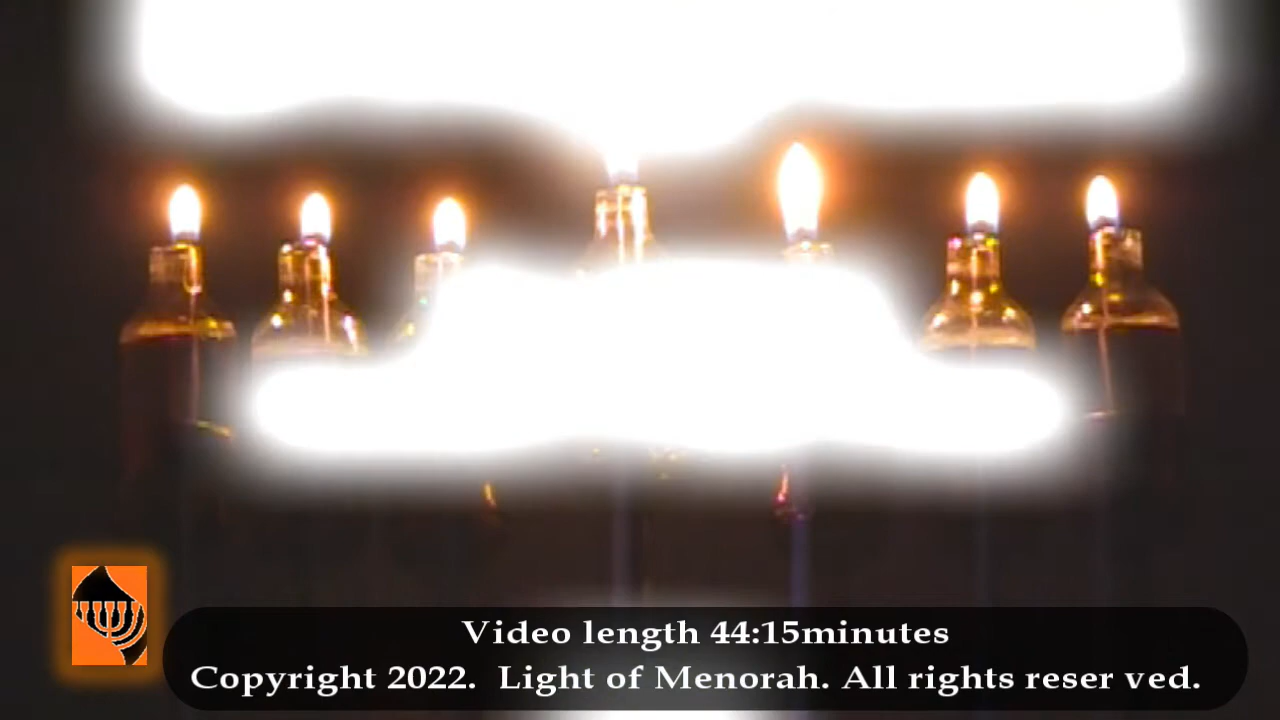 Video length 44:15minutes
Copyright 2022. Light of Menorah. All rights reser ved.